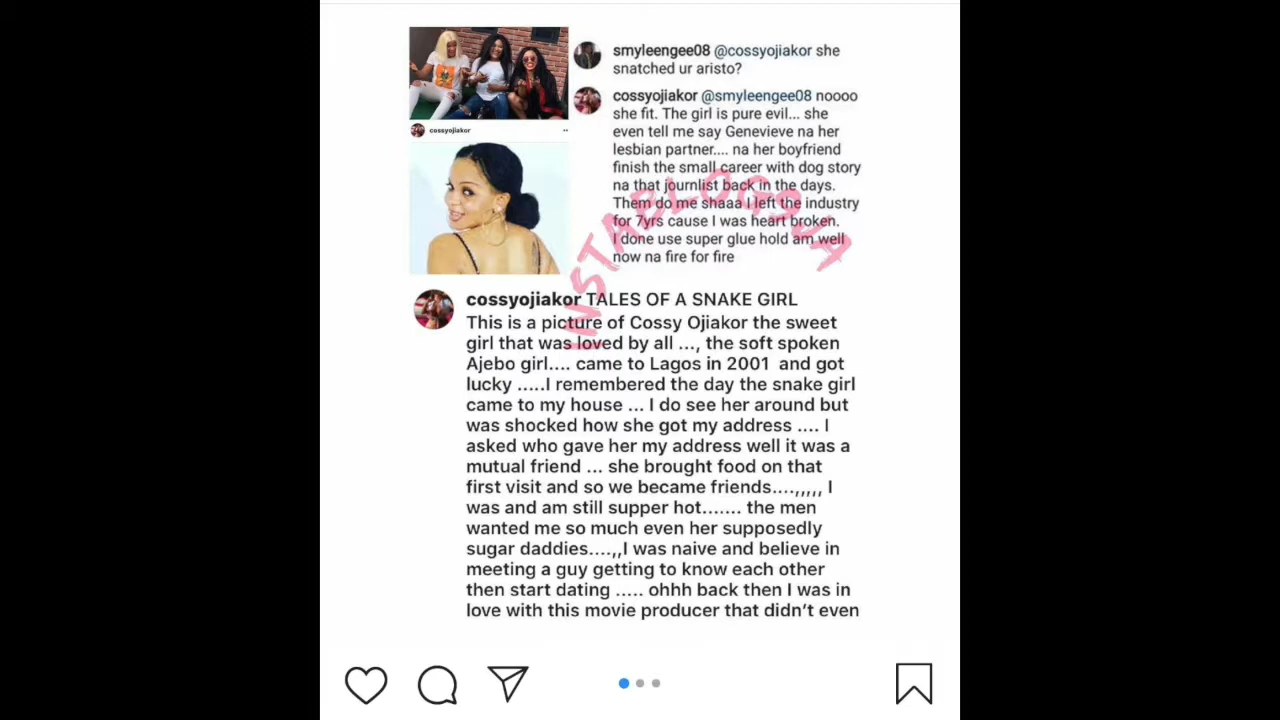 smyleengee08 @cossyojiakor she
snatched ur aristo?
cossyojiakor @smyleengee08 noooo
she fit. The girl is pure evil... she
even tell me say Genevieve na her
lesbian partner.... na her boyfriend
finish the small career with dog story
na that journlist back in the days.
Them do me shaaa I left the industry
for 7yrs cause I was heart broken.
I done use super glue hold am well
now na fire for fire
cossyojiakor
INSTABLOG9JA
cossyojiakor TALES OF A SNAKE GIRL
This is a picture of Cossy Ojiakor the sweet
girl that was loved by all ..., the soft spoken
Ajebo girl.... came to Lagos in 2001 and got
lucky .....I remembered the day the snake girl
came to my house ... I do see her around but
was shocked how she got my address .... I
asked who gave her my address well it was a
mutual friend ... she brought food on that
first visit and so we became friends....,,,,, I
was and am still supper hot....... the men
wanted me so much even her supposedly
sugar daddies....,,I was naive and believe in
meeting a guy getting to know each other
then start dating ..... ohhh back then I was in
love with this movie producer that didn’t even